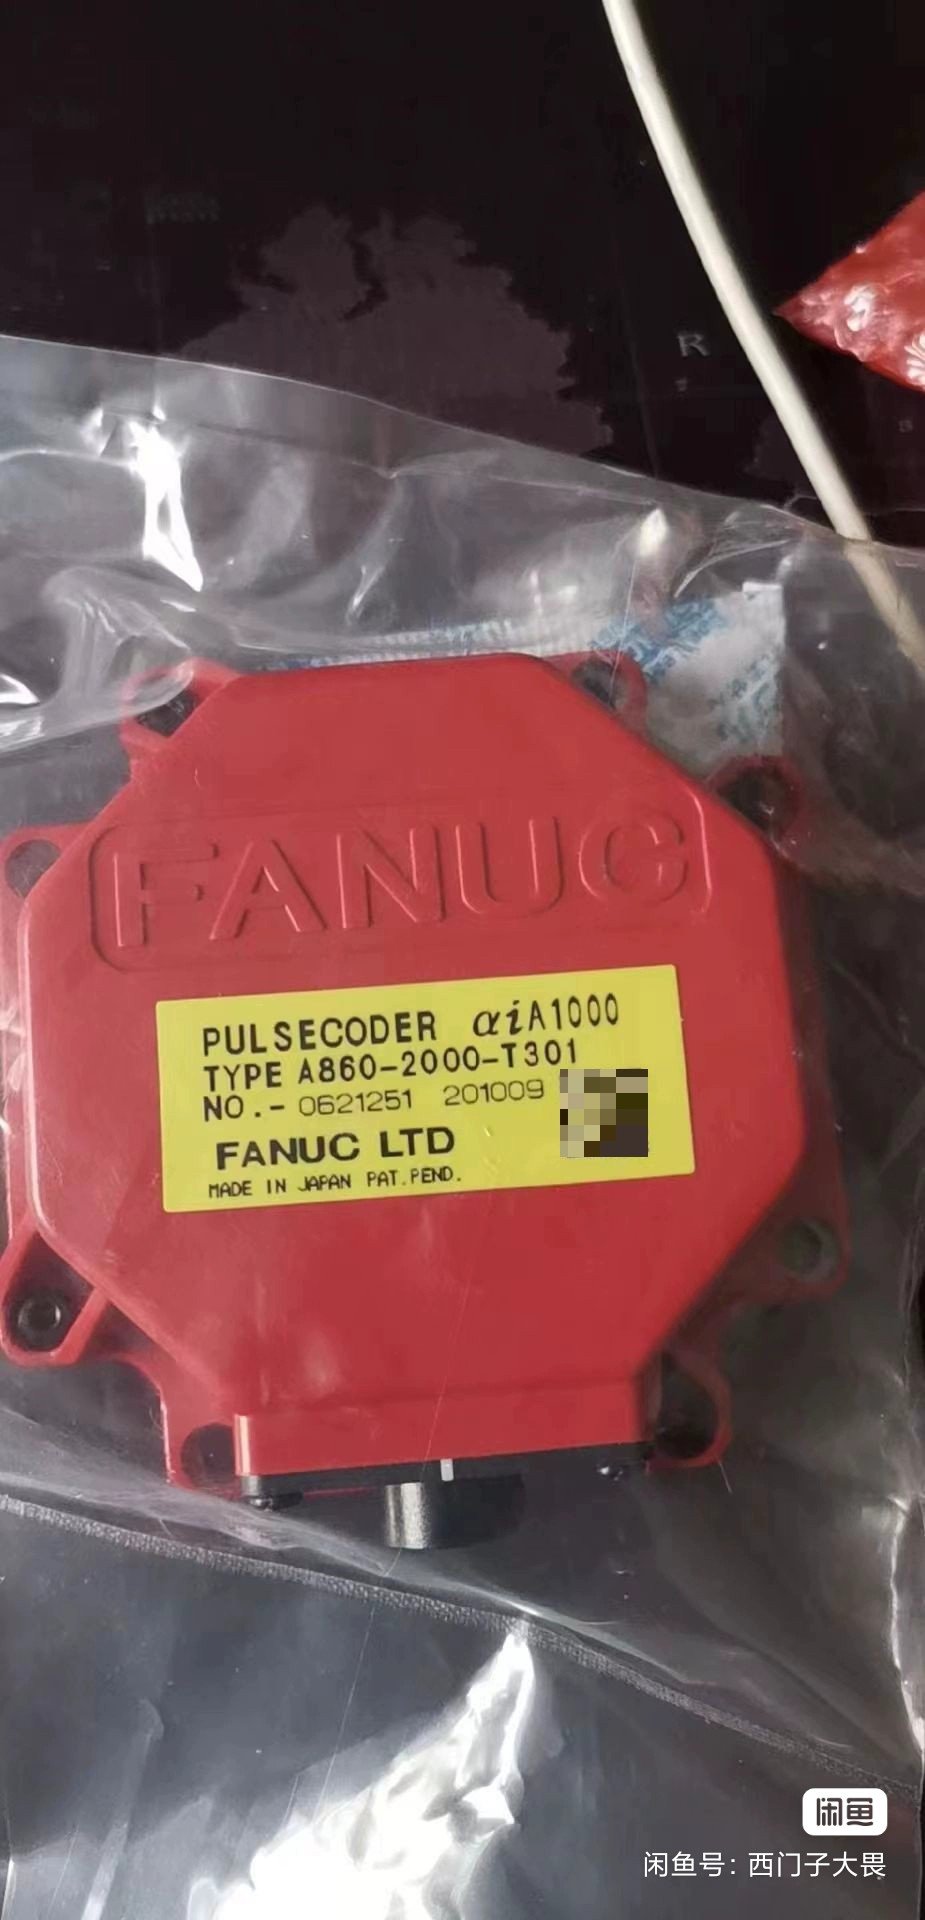 R
FANUC
PULSECODER αiA1000
TYPE A860-2000-T301
NO.- 0621251 201009
FANUC LTD
MADE IN JAPAN PAT.PEND.
闲鱼
闲鱼号：西门子大畏